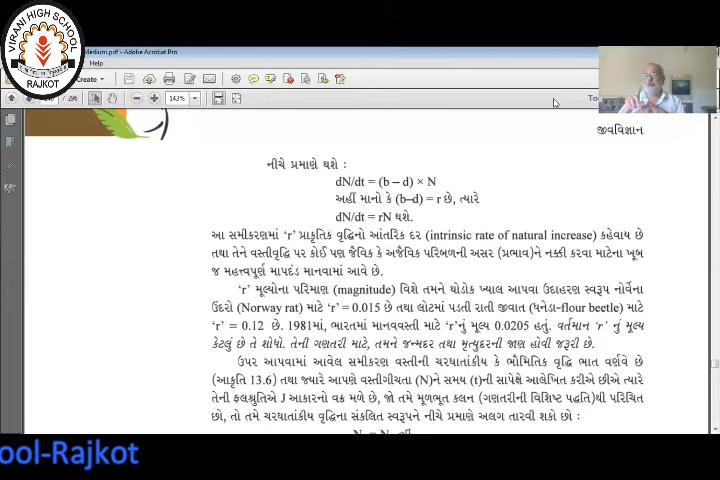 VIRANI HIGH SCHOOL
RAJKOT
Medium.pdf - Adobe Acrobat Pro
Help
Create
143%
જીવવિજ્ઞાન
નીચે પ્રમાણે થશે :
dN/dt = (b – d) × N
અહીં માનો કે (b–d) = r છે, ત્યારે
dN/dt = rN થશે.
આ સમીકરણમાં ‘r’ પ્રાકૃતિક વૃદ્ધિનો આંતરિક દર (intrinsic rate of natural increase) કહેવાય છે
તથા તેને વસ્તીવૃદ્ધિ પર કોઈ પણ જૈવિક કે અજૈવિક પરિબળની અસર (પ્રભાવ)ને નક્કી કરવા માટેના ખૂબ
જ મહત્ત્વપૂર્ણ માપદંડ માનવામાં આવે છે.
‘r’ મૂલ્યોના પરિમાણ (magnitude) વિશે તમને થોડોક ખ્યાલ આપવા ઉદાહરણ સ્વરૂપ નોર્વેના
ઉંદરો (Norway rat) માટે ‘r’ = 0.015 છે તથા લોટમાં પડતી રાતી જીવાત (ધનેડા-flour beetle) માટે
‘r’ = 0.12 છે. 1981માં, ભારતમાં માનવવસ્તી માટે ‘r’નું મૂલ્ય 0.0205 હતું. વર્તમાન ‘r’ નું મૂલ્ય
કેટલું છે તે શોધો. તેની ગણતરી માટે, તમને જન્મદર તથા મૃત્યુદરની જાણ હોવી જરૂરી છે.
ઉપર આપવામાં આવેલ સમીકરણ વસ્તીની ચરઘાતાંકીય કે ભૌમિતિક વૃદ્ધિ ભાત વર્ણવે છે
(આકૃતિ 13.6) તથા જ્યારે આપણે વસ્તીગીચતા (N)ને સમય (t)ની સાપેક્ષે આલેખિત કરીએ છીએ ત્યારે
તેની ફલશ્રુતિએ J આકારનો વક્ર મળે છે, જો તમે મૂળભૂત કલન (ગણતરીની વિશિષ્ટ પદ્ધતિ)થી પરિચિત
છો, તો તમે ચરઘાતાંકીય વૃદ્ધિના સંકલિત સ્વરૂપને નીચે પ્રમાણે અલગ તારવી શકો છો :
ool-Rajkot